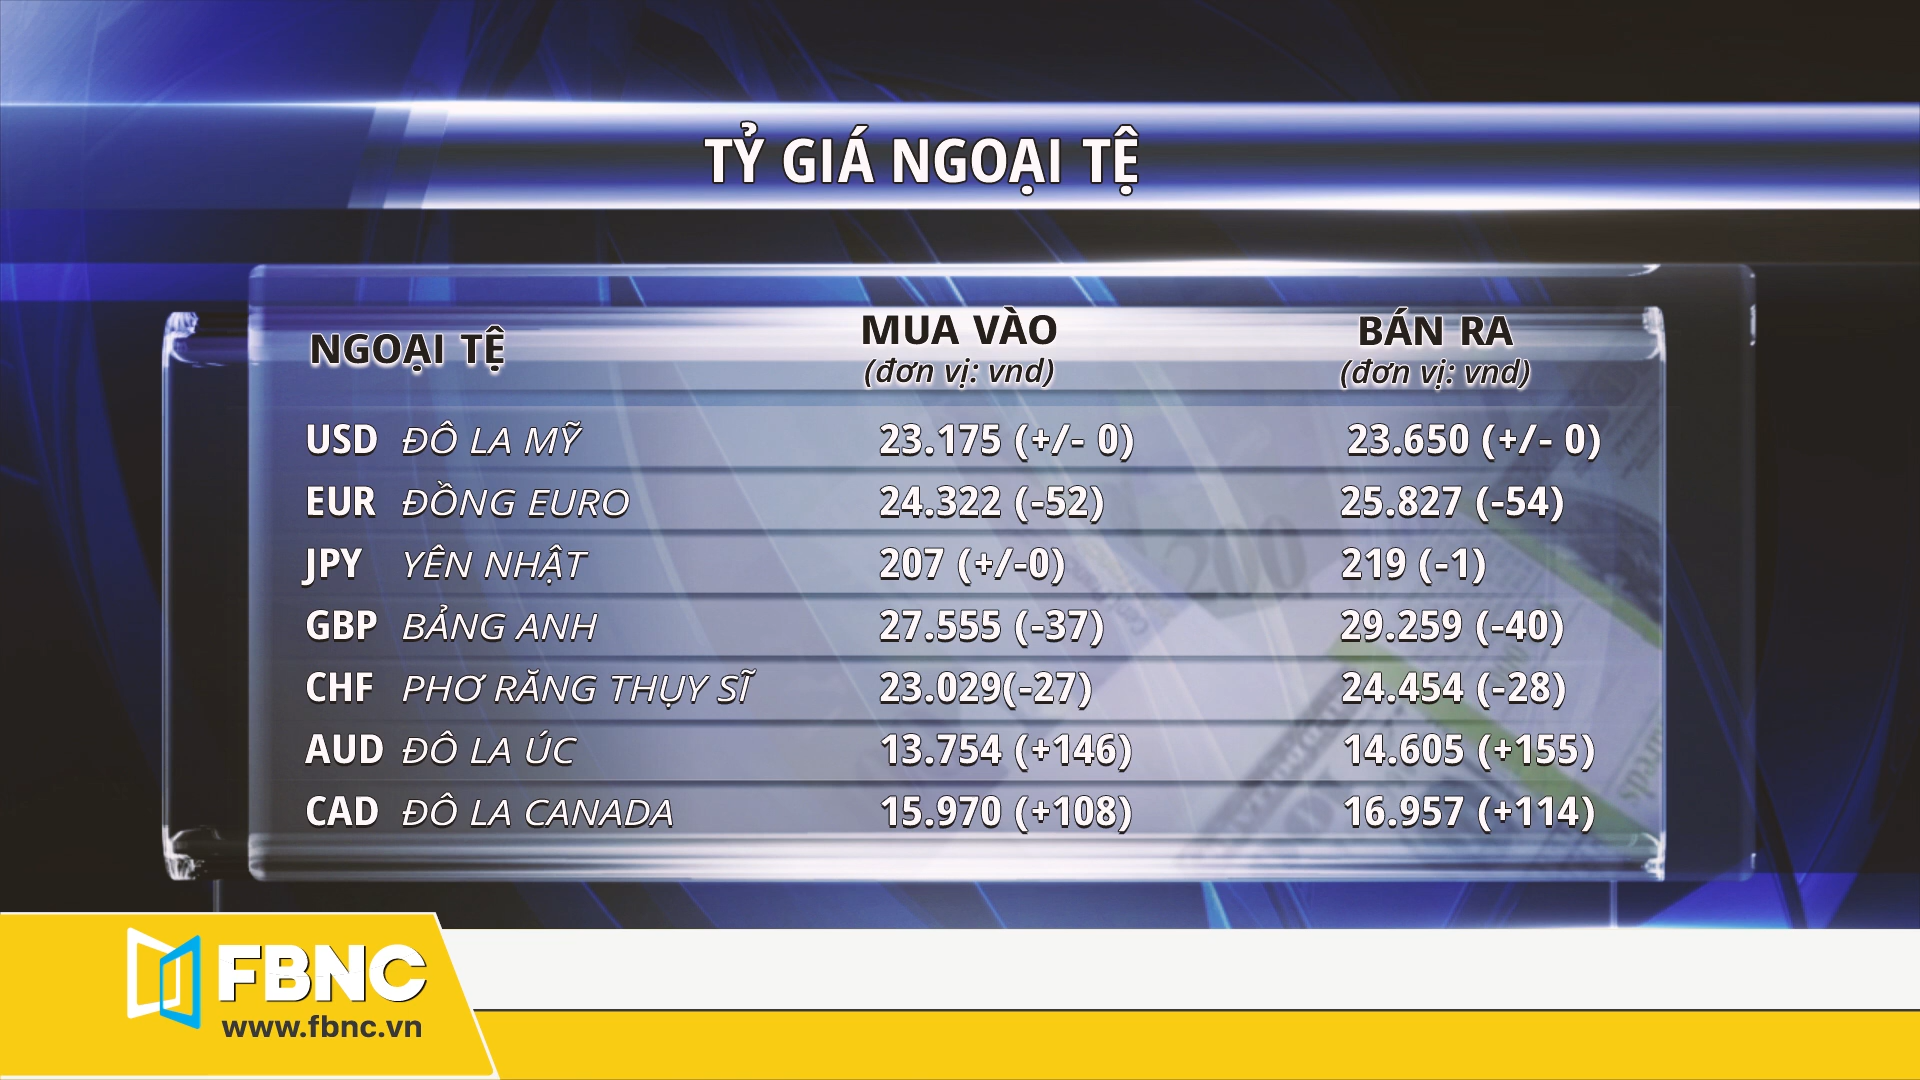 TỶ GIÁ NGOẠI TỆ
NGOẠI TỆ MUA VÀO BÁN RA
(đơn vị: vnd) (đơn vị: vnd)
USD ĐÔ LA MỸ 23.175 (+/- 0) 23.650 (+/- 0)
EUR ĐỒNG EURO 24.322 (-52) 25.827 (-54)
JPY YÊN NHẬT 207 (+/-0) 219 (-1)
GBP BẢNG ANH 27.555 (-37) 29.259 (-40)
CHF PHƠ RĂNG THỤY SĨ 23.029(-27) 24.454 (-28)
AUD ĐÔ LA ÚC 13.754 (+146) 14.605 (+155)
CAD ĐÔ LA CANADA 15.970 (+108) 16.957 (+114)
200
FBNC
www.fbnc.vn